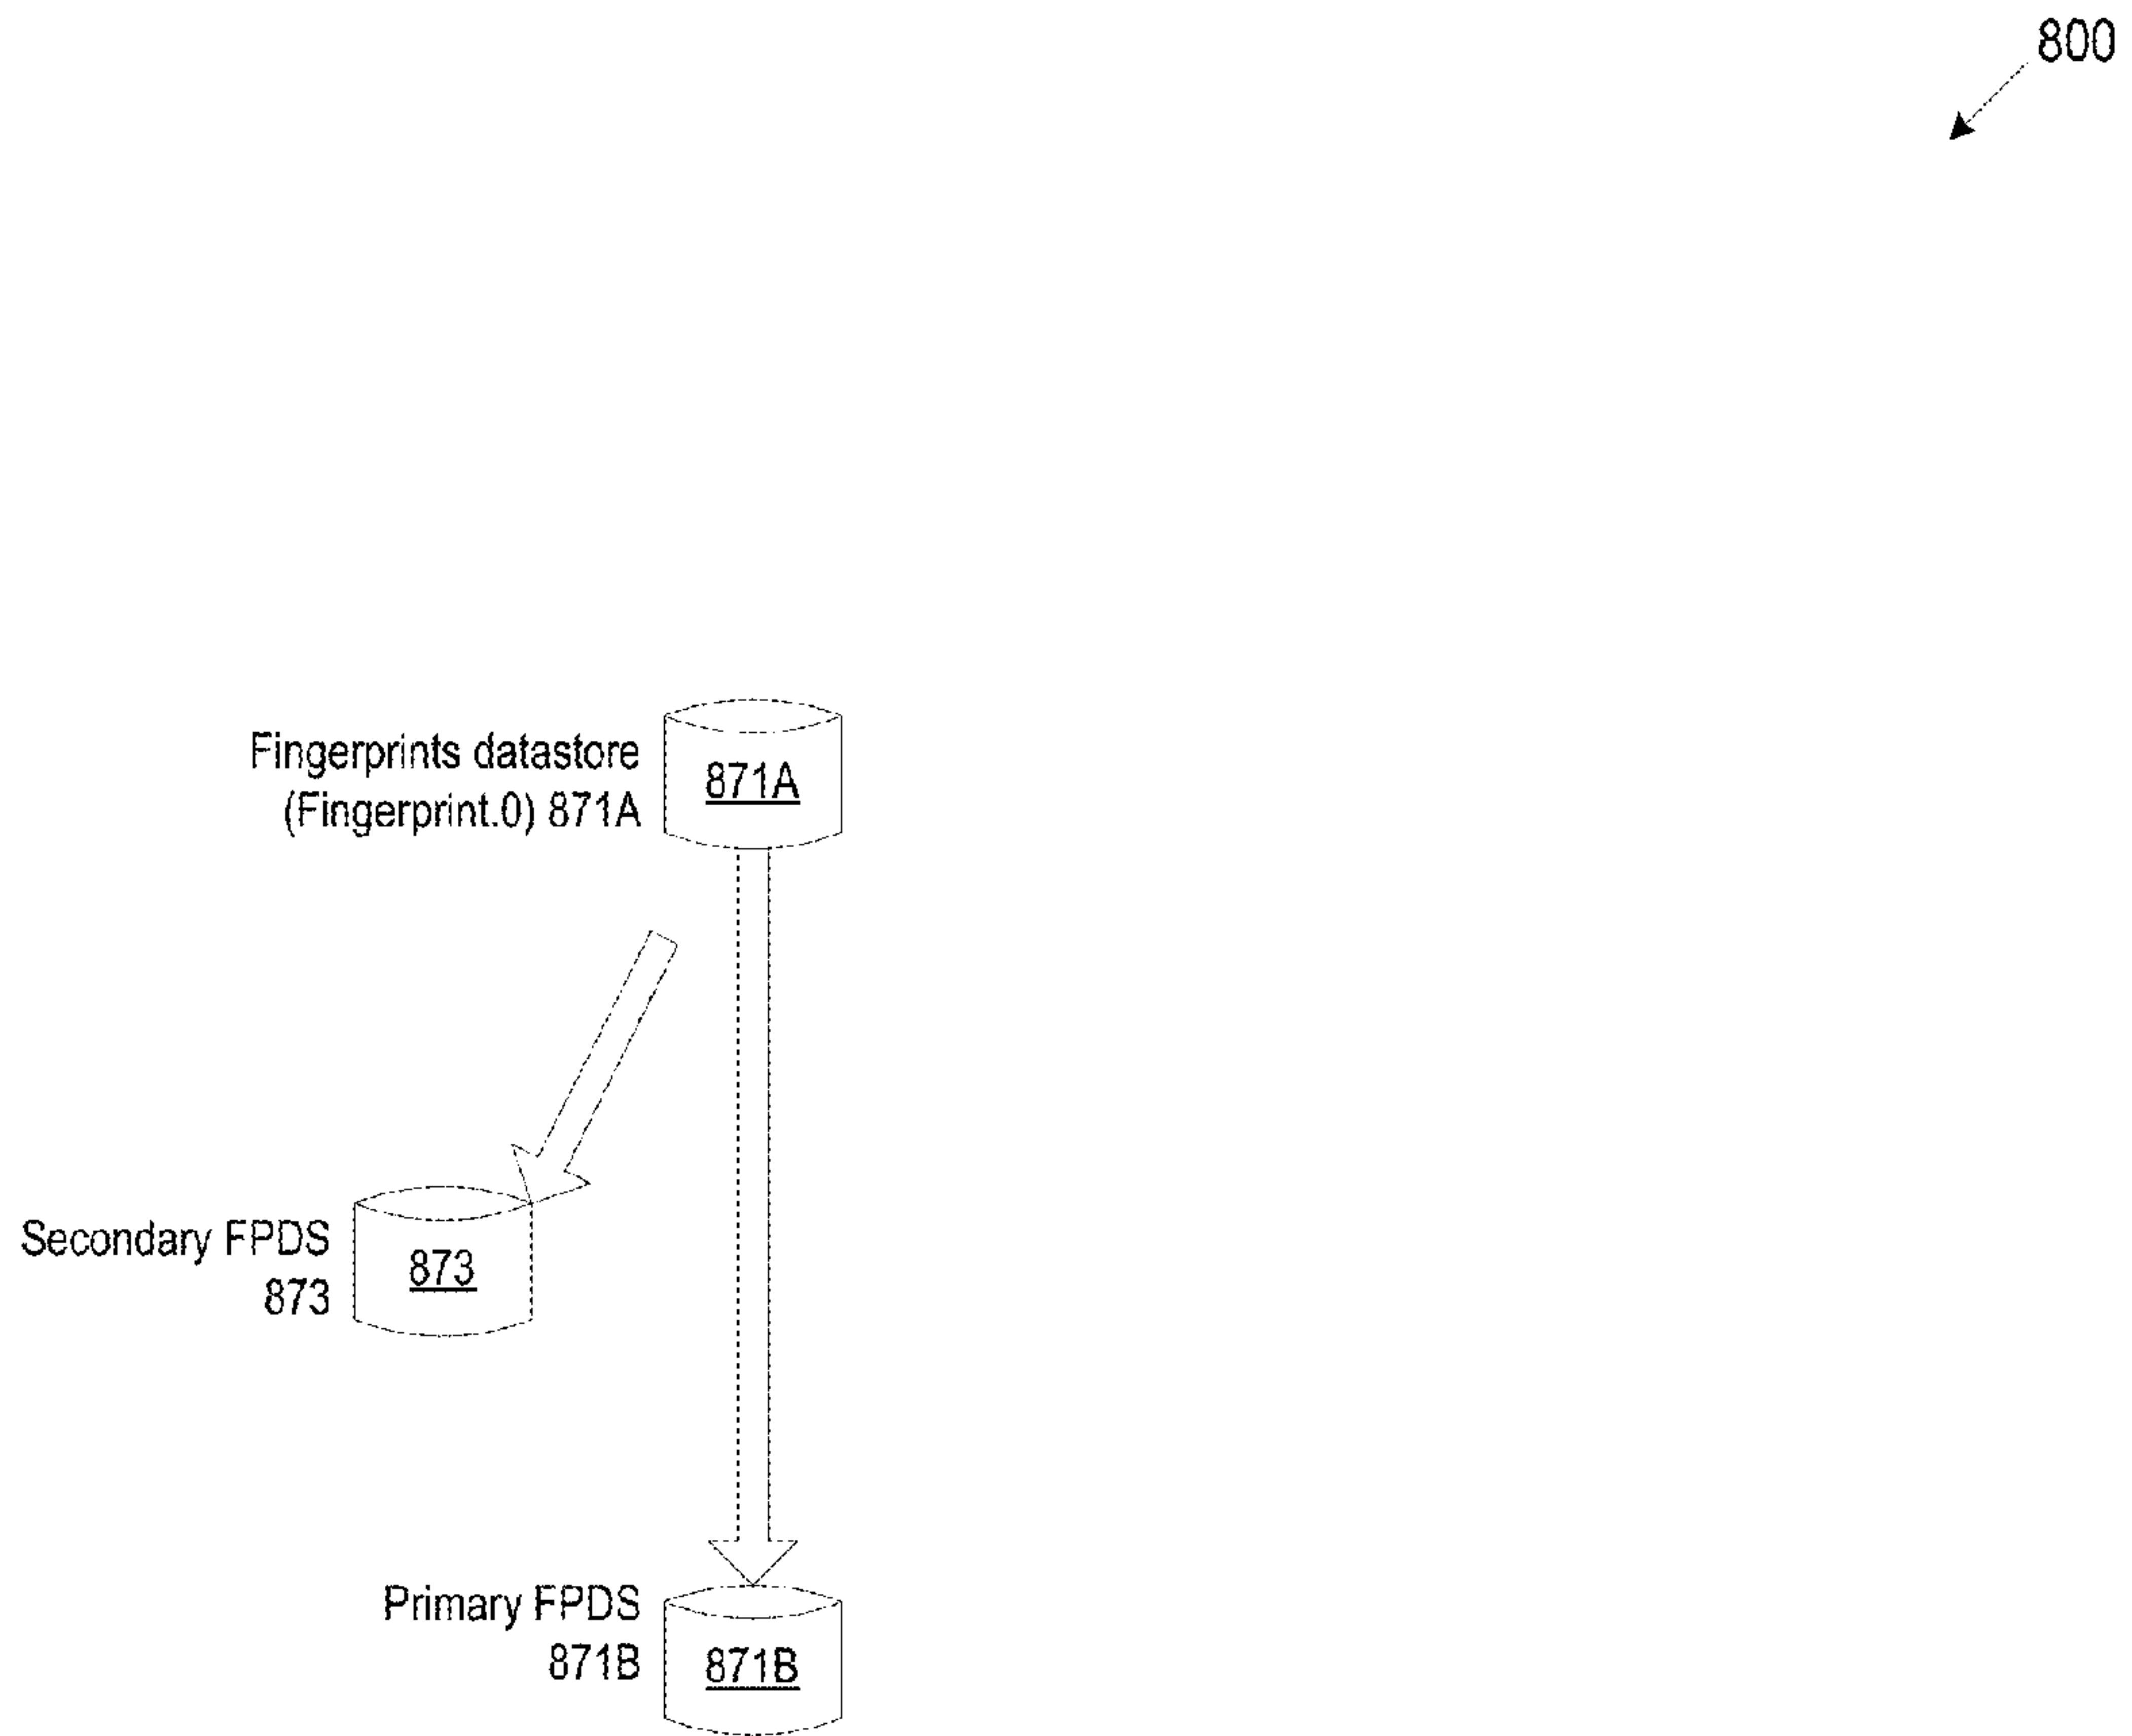 800
Fingerprints datastore
(Fingerprint.0) 871A
871A
Secondary FPDS
873
873
Primary FPDS
871B
871B